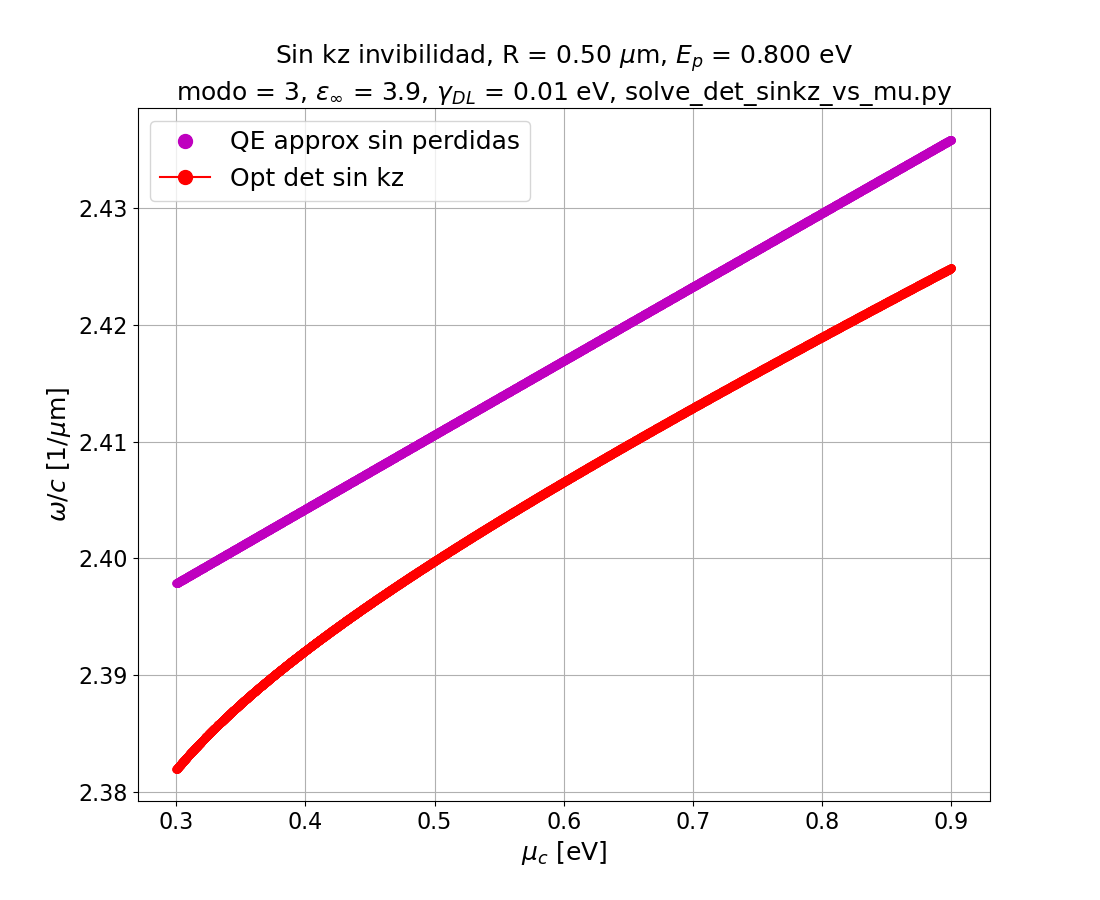 Sin kz invibilidad, R = 0.50 μm, E_p = 0.800 eV
modo = 3, ε_∞ = 3.9, γ_DL = 0.01 eV, solve_det_sinkz_vs_mu.py
QE approx sin perdidas
Opt det sin kz
ω/c [1/μm]
2.43
2.42
2.41
2.40
2.39
2.38
0.3 0.4 0.5 0.6 0.7 0.8 0.9
μ_c [eV]